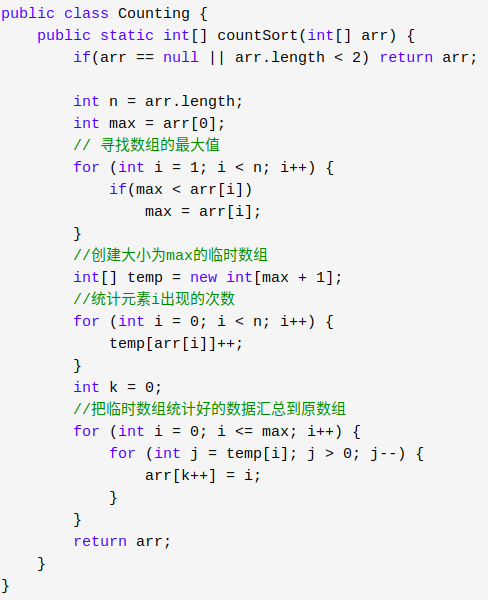 public class Counting {
    public static int[] countSort(int[] arr) {
        if(arr == null || arr.length < 2) return arr;

        int n = arr.length;
        int max = arr[0];
        // 寻找数组的最大值
        for (int i = 1; i < n; i++) {
            if(max < arr[i])
                max = arr[i];
        }
        //创建大小为max的临时数组
        int[] temp = new int[max + 1];
        //统计元素i出现的次数
        for (int i = 0; i < n; i++) {
            temp[arr[i]]++;
        }
        int k = 0;
        //把临时数组统计好的数据汇总到原数组
        for (int i = 0; i <= max; i++) {
            for (int j = temp[i]; j > 0; j--) {
                arr[k++] = i;
            }
        }
        return arr;
    }
}